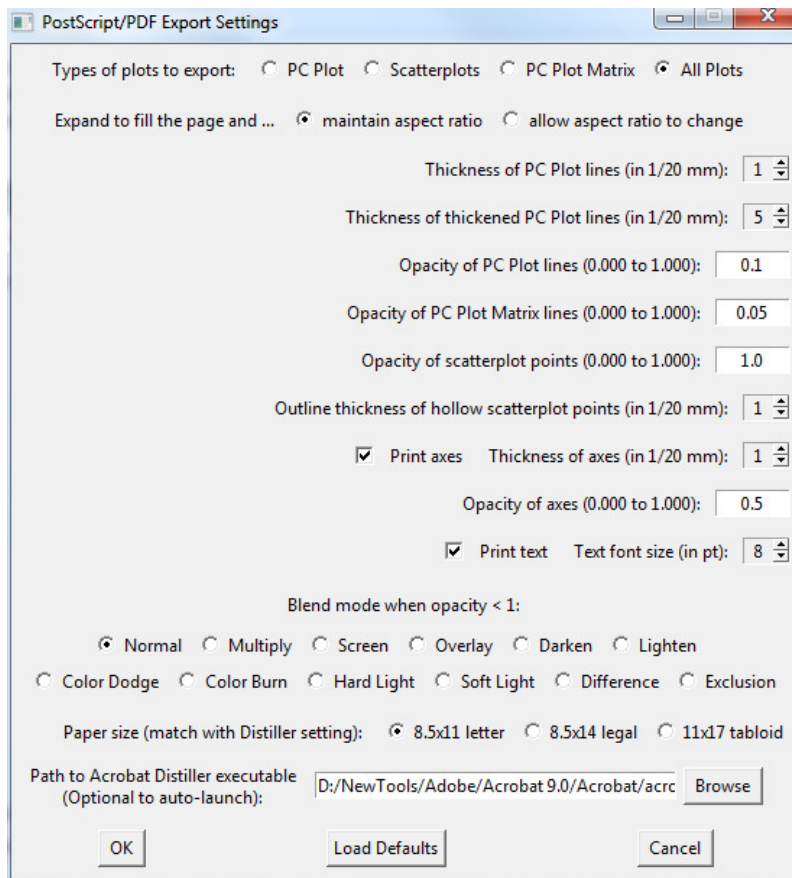 PostScript/PDF Export Settings
Types of plots to export: PC Plot Scatterplots PC Plot Matrix All Plots
Expand to fill the page and ... maintain aspect ratio allow aspect ratio to change
Thickness of PC Plot lines (in 1/20 mm): 1
Thickness of thickened PC Plot lines (in 1/20 mm): 5
Opacity of PC Plot lines (0.000 to 1.000): 0.1
Opacity of PC Plot Matrix lines (0.000 to 1.000): 0.05
Opacity of scatterplot points (0.000 to 1.000): 1.0
Outline thickness of hollow scatterplot points (in 1/20 mm): 1
Print axes Thickness of axes (in 1/20 mm): 1
Opacity of axes (0.000 to 1.000): 0.5
Print text Text font size (in pt): 8
Blend mode when opacity < 1:
Normal Multiply Screen Overlay Darken Lighten
Color Dodge Color Burn Hard Light Soft Light Difference Exclusion
Paper size (match with Distiller setting): 8.5x11 letter 8.5x14 legal 11x17 tabloid
Path to Acrobat Distiller executable
(Optional to auto-launch): D:/NewTools/Adobe/Acrobat 9.0/Acrobat/acrc Browse
OK Load Defaults Cancel